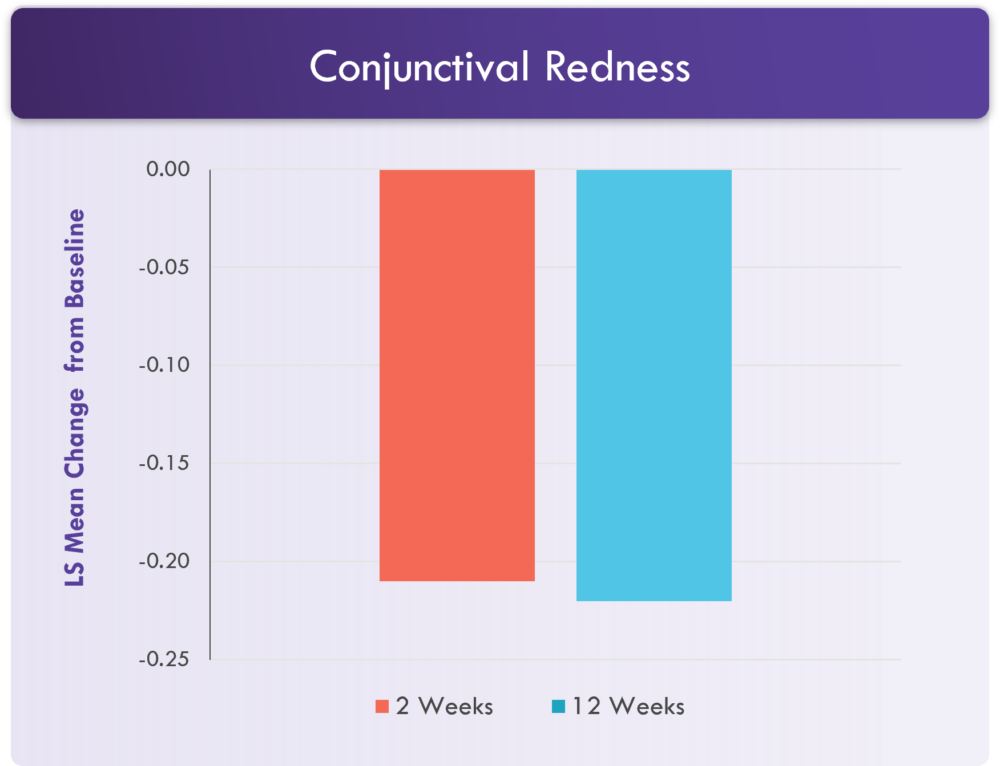 Conjunctival Redness
LS Mean Change from Baseline
0.00
-0.05
-0.10
-0.15
-0.20
-0.25
2 Weeks
12 Weeks